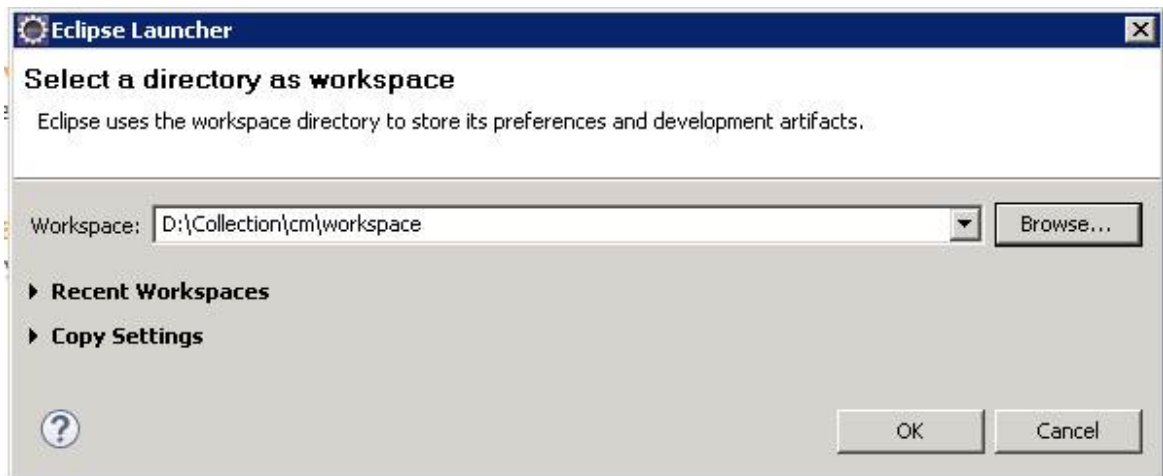 Eclipse Launcher
Select a directory as workspace
Eclipse uses the workspace directory to store its preferences and development artifacts.
Workspace: D:\Collection\cm\workspace Browse...
Recent Workspaces
Copy Settings
? OK Cancel